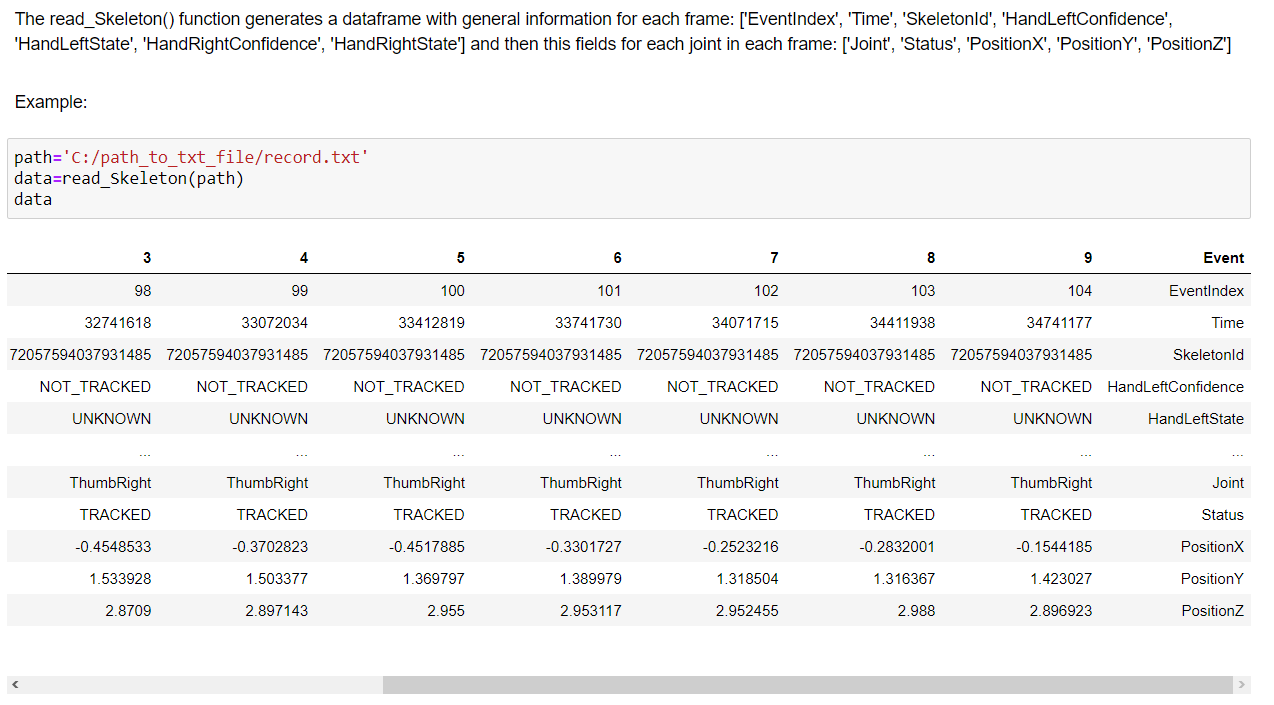 The read_Skeleton() function generates a dataframe with general information for each frame: ['EventIndex', 'Time', 'SkeletonId', 'HandLeftConfidence',
'HandLeftState', 'HandRightConfidence', 'HandRightState'] and then this fields for each joint in each frame: ['Joint', 'Status', 'PositionX', 'PositionY', 'PositionZ']
Example:
path='C:/path_to_txt_file/record.txt'
data=read_Skeleton(path)
data
3 4 5 6 7 8 9 Event
98 99 100 101 102 103 104 EventIndex
32741618 33072034 33412819 33741730 34071715 34411938 34741177 Time
72057594037931485 72057594037931485 72057594037931485 72057594037931485 72057594037931485 72057594037931485 72057594037931485 SkeletonId
NOT_TRACKED NOT_TRACKED NOT_TRACKED NOT_TRACKED NOT_TRACKED NOT_TRACKED NOT_TRACKED HandLeftConfidence
UNKNOWN UNKNOWN UNKNOWN UNKNOWN UNKNOWN UNKNOWN UNKNOWN HandLeftState
... ... ... ... ... ... ... ...
ThumbRight ThumbRight ThumbRight ThumbRight ThumbRight ThumbRight ThumbRight Joint
TRACKED TRACKED TRACKED TRACKED TRACKED TRACKED TRACKED Status
-0.4548533 -0.3702823 -0.4517885 -0.3301727 -0.2523216 -0.2832001 -0.1544185 PositionX
1.533928 1.503377 1.369797 1.389979 1.318504 1.316367 1.423027 PositionY
2.8709 2.897143 2.955 2.953117 2.952455 2.988 2.896923 PositionZ